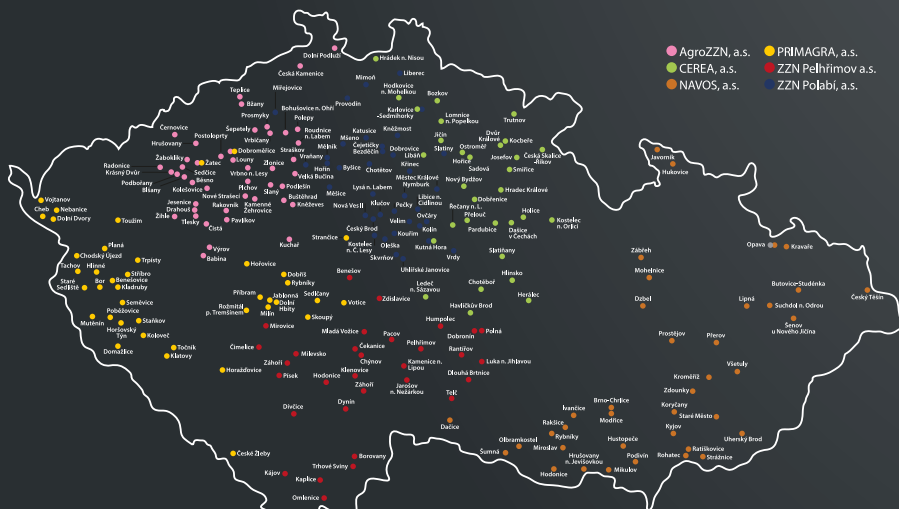 AgroZZN, a.s.
PRIMAGRA, a.s.
CEREA, a.s.
ZZN Pelhřimov a.s.
NAVOS, a.s.
ZZN Polabí, a.s.
Dolní Podluží
Hrádek n. Nisou
Česká Kamenice
Liberec
Mimoň
Teplice
Miřejovice
Hodkovice
n. Mohelkou
Bžany
Bohušovice n. Ohří
Provodín
Bozkov
Prosmyky
Polepy
Karlovice
-Sedmihorky
Lomnice
n. Popelkou
Trutnov
Černovice
Šepetely
Roudnice
n. Labem
Katusice
Kněžmost
Dvůr
Králové
Hrušovany
Postoloprty
Vrbičany
Mšeno
Jičín
Kocbeře
Straškov
Mělník
Čejetičky
Bezděčín
Dobrovice
Slatiny
Ostroměř
Žabokliky
Dobroměřice
Vraňany
Libáň
Hořice
Josefov
Česká Skalice
-Říkov
Javorník
Radonice
Žatec
Louny
Zlonice
Hořín
Byšice
Chotětov
Křinec
Sadová
Smiřice
Hukovice
Krásný Dvůr
Sedčice
Vrbno n. Lesy
Velká Bučina
Město Králové
Podbořany
Běsno
Plchov
Podlešín
Měšice
Lysá n. Labem
Nymburk
Nový Bydžov
Hradec Králové
Blšany
Kolešovice
Nové Strašecí
Slaný
Buštěhrad
Libice n.
Cidlinou
Dobřenice
Jesenice
Rakovník
Kamenné
Žehrovice
Kněževes
Nová Ves II
Klučov
Pečky
Řečany n. L.
Holice
Vojtanov
Drahouš
Ovčáry
Přelouč
Kostelec
n. Orlicí
Cheb
Nebanice
Žihle
Tlesky
Pavlíkov
Český Brod
Valim
Kolín
Pardubice
Dašice
v Čechách
Dolní Dvory
Toužim
Čistá
Strančice
Kouřim
Planá
Výrov
Kuchař
Kostelec
n. Č. Lesy
Oleška
Kutná Hora
Slatiňany
Opava
Kravaře
Chodský Újezd
Babina
Skvrňov
Vrdy
Zábřeh
Trpísty
Hořovice
Uhlířské Janovice
Tachov
Hlinné
Stříbro
Dobříš
Benešov
Hlinsko
Mohelnice
Staré
Sedliště
Bor
Benešovice
Rybníky
Ledeč
n. Sázavou
Chotěboř
Butovice-Studénka
Kladruby
Příbram
Jablonná
Sedlčany
Zdislavice
Herálec
Český Těšín
Seměvice
Dolní
Hbity
Votice
Havlíčkův Brod
Dzbel
Lipná
Suchdol n. Odrou
Poběžovice
Rožmitál
p. Třemšínem
Milín
Skoupý
Mutěnín
Staňkov
Mirovice
Humpolec
Šenov
u Nového Jičína
Horšovský
Týn
Koloveč
Mladá Vožice
Dobronín
Polná
Prostějov
Přerov
Domažlice
Točník
Čimelice
Pacov
Pelhřimov
Rantířov
Klatovy
Milevsko
Čekanice
Záhoří
Chýnov
Kamenice n.
Lipou
Luka n. Jihlavou
Všetuly
Horažďovice
Klenovice
Dlouhá Brtnice
Kroměříž
Písek
Hodonice
Záhoří
Jarošov
n. Nežárkou
Zdounky
Telč
Brno-Chrlice
Koryčany
Dívčice
Dynín
Ivančice
Modřice
Staré Město
Dačice
Rakšice
Rybníky
Hustopeče
Kyjov
Uherský Brod
Olbramkostel
Miroslav
Ratíškovice
České Žleby
Borovany
Šumná
Hrušovany
n. Jevišovkou
Podivín
Rohatec
Strážnice
Trhové Sviny
Kájov
Hodonice
Mikulov
Kaplice
Omlenice